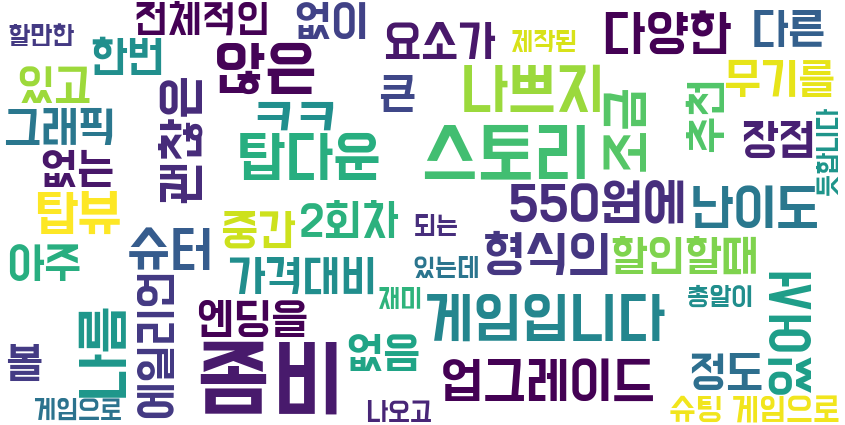 할만한
전체적인
없이
요소가
제작된
다양한
다른
한번
않은
있고
괜찮은
큰
나쁘지
조금
추천
무기를
그래픽
ㅋㅋ
탑다운
스토리
장점
듯합니다
없는
탑뷰
중간
2회차
되는
550원에
난이도
아주
슈터
가격대비
있는데
형식의
할인할때
에일리언
재미
총알이
있어서
나름
엔딩을
게임입니다
볼
좀비
없음
업그레이드
정도
게임으로
나오고
슈팅 게임으로